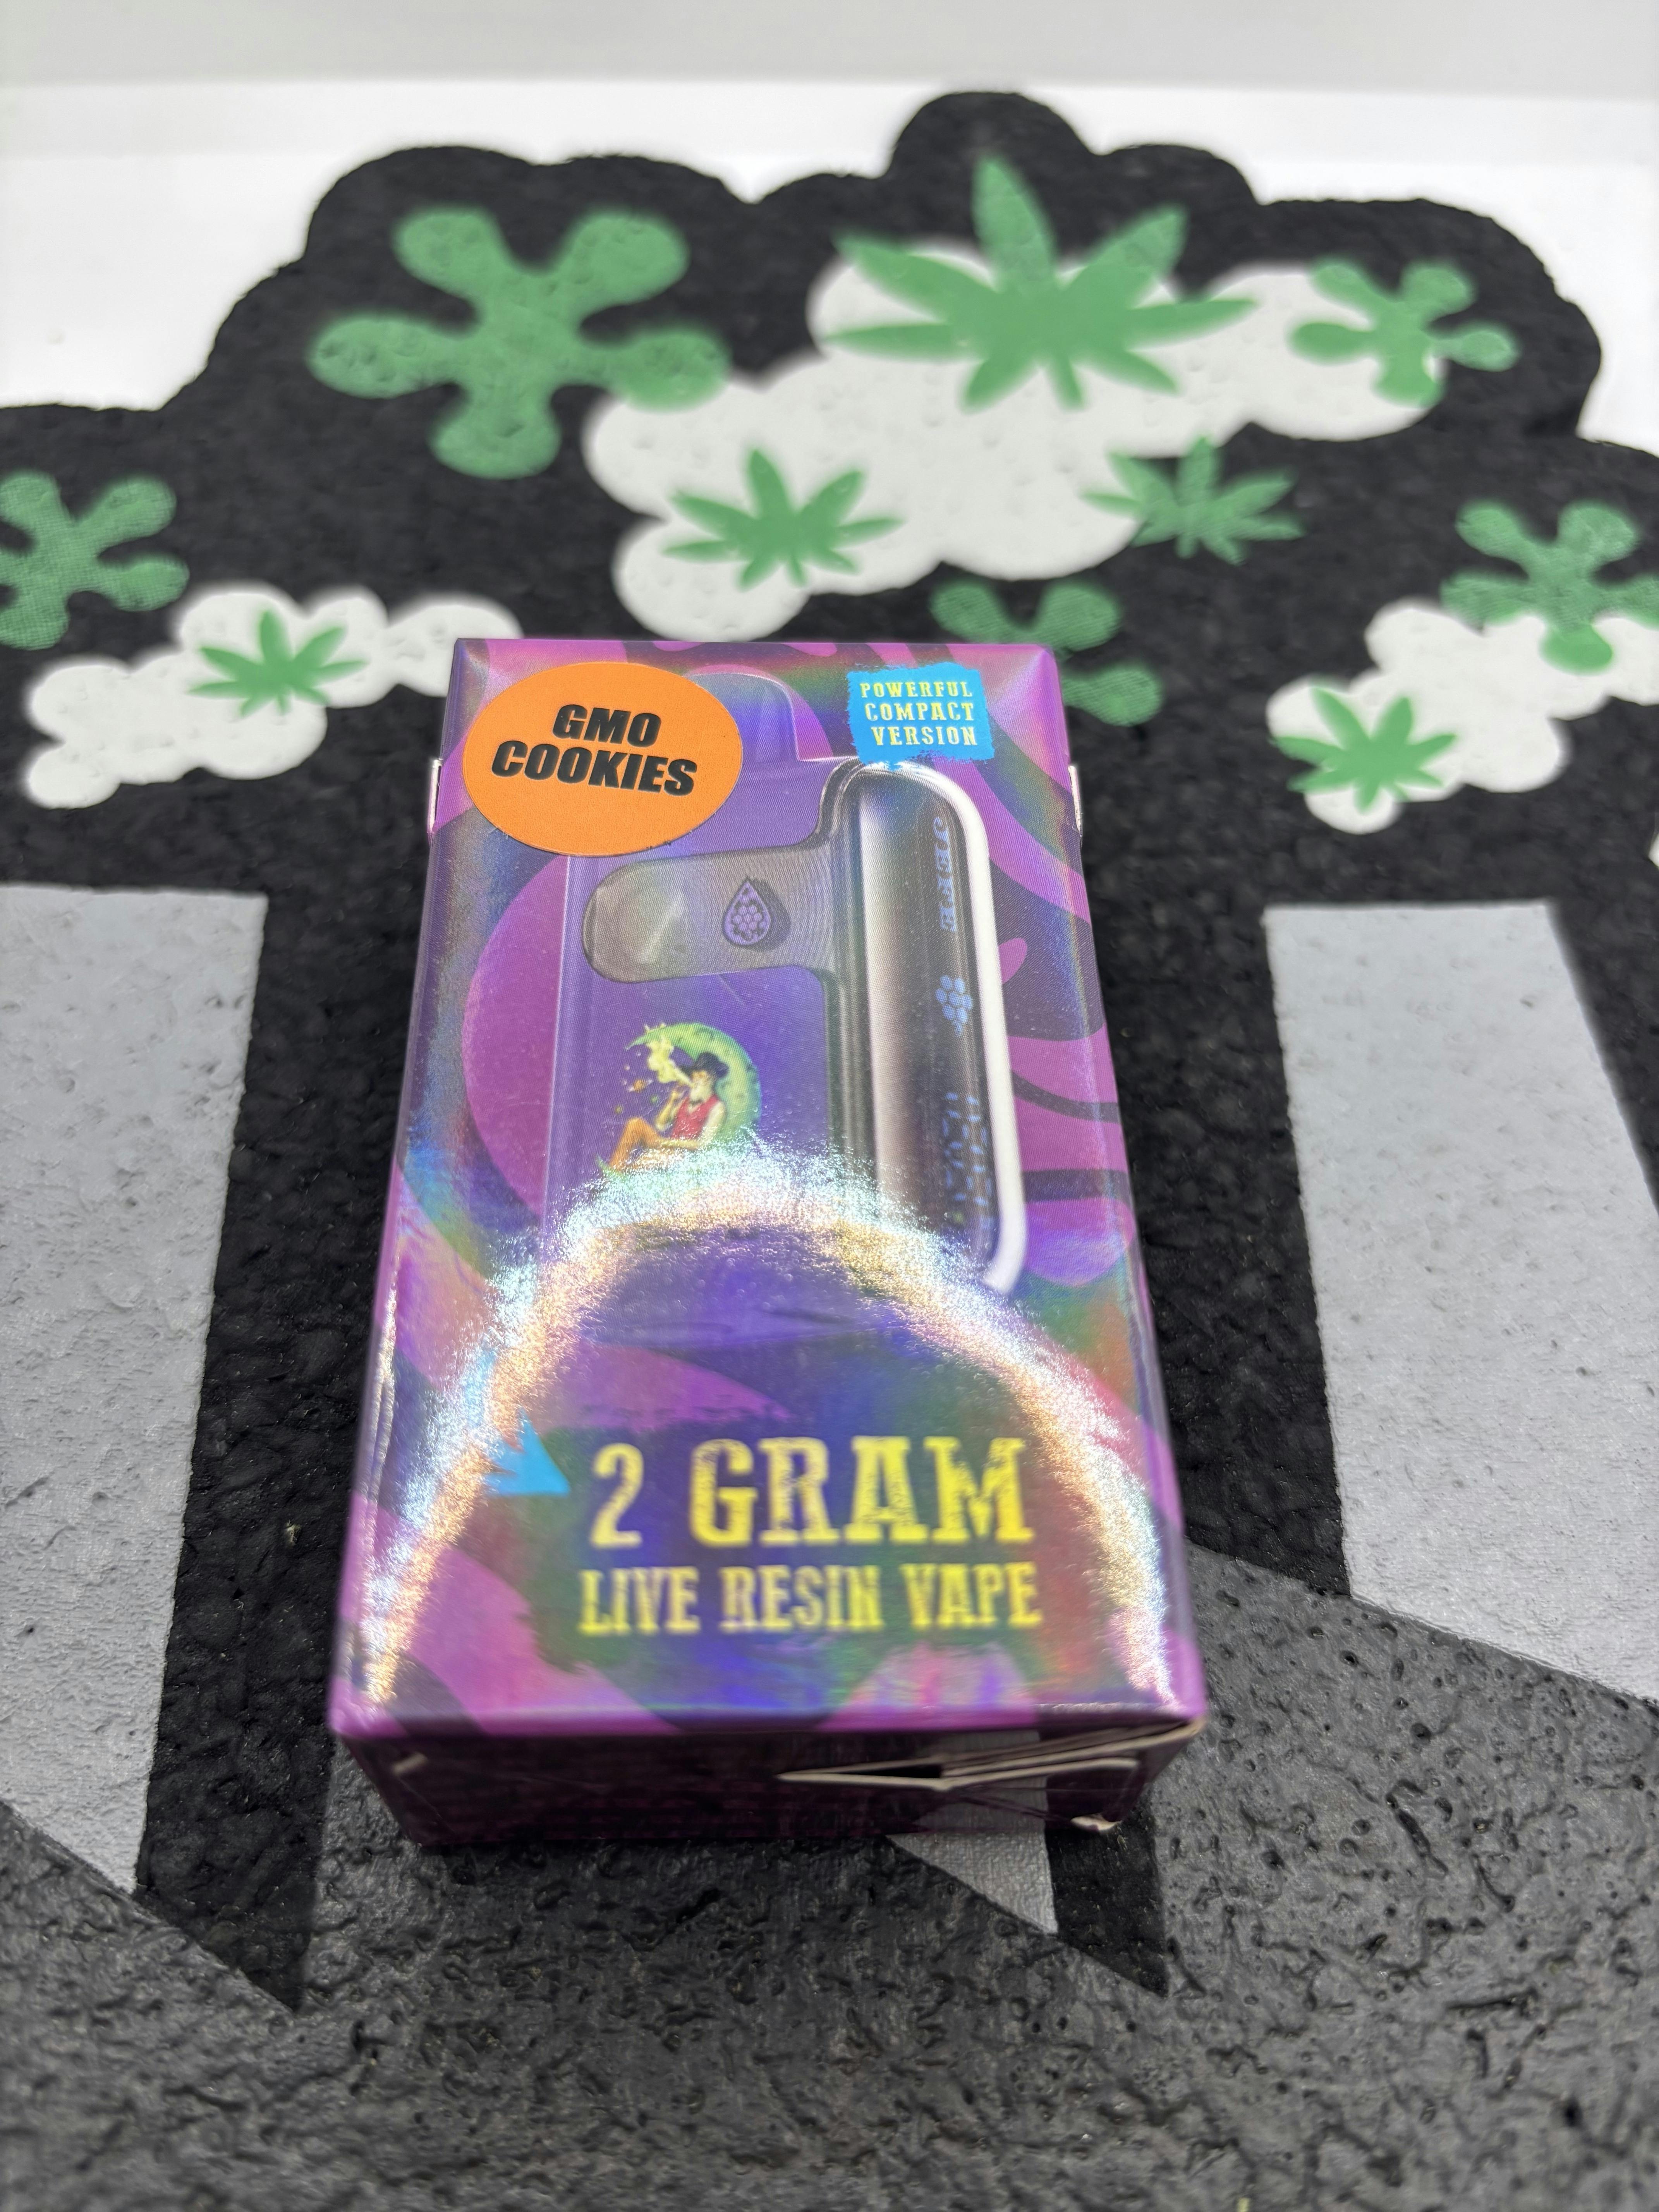 GMO
COOKIES
POWERFUL
COMPACT
VERSION
2 GRAM
LIVE RESIN VAPE